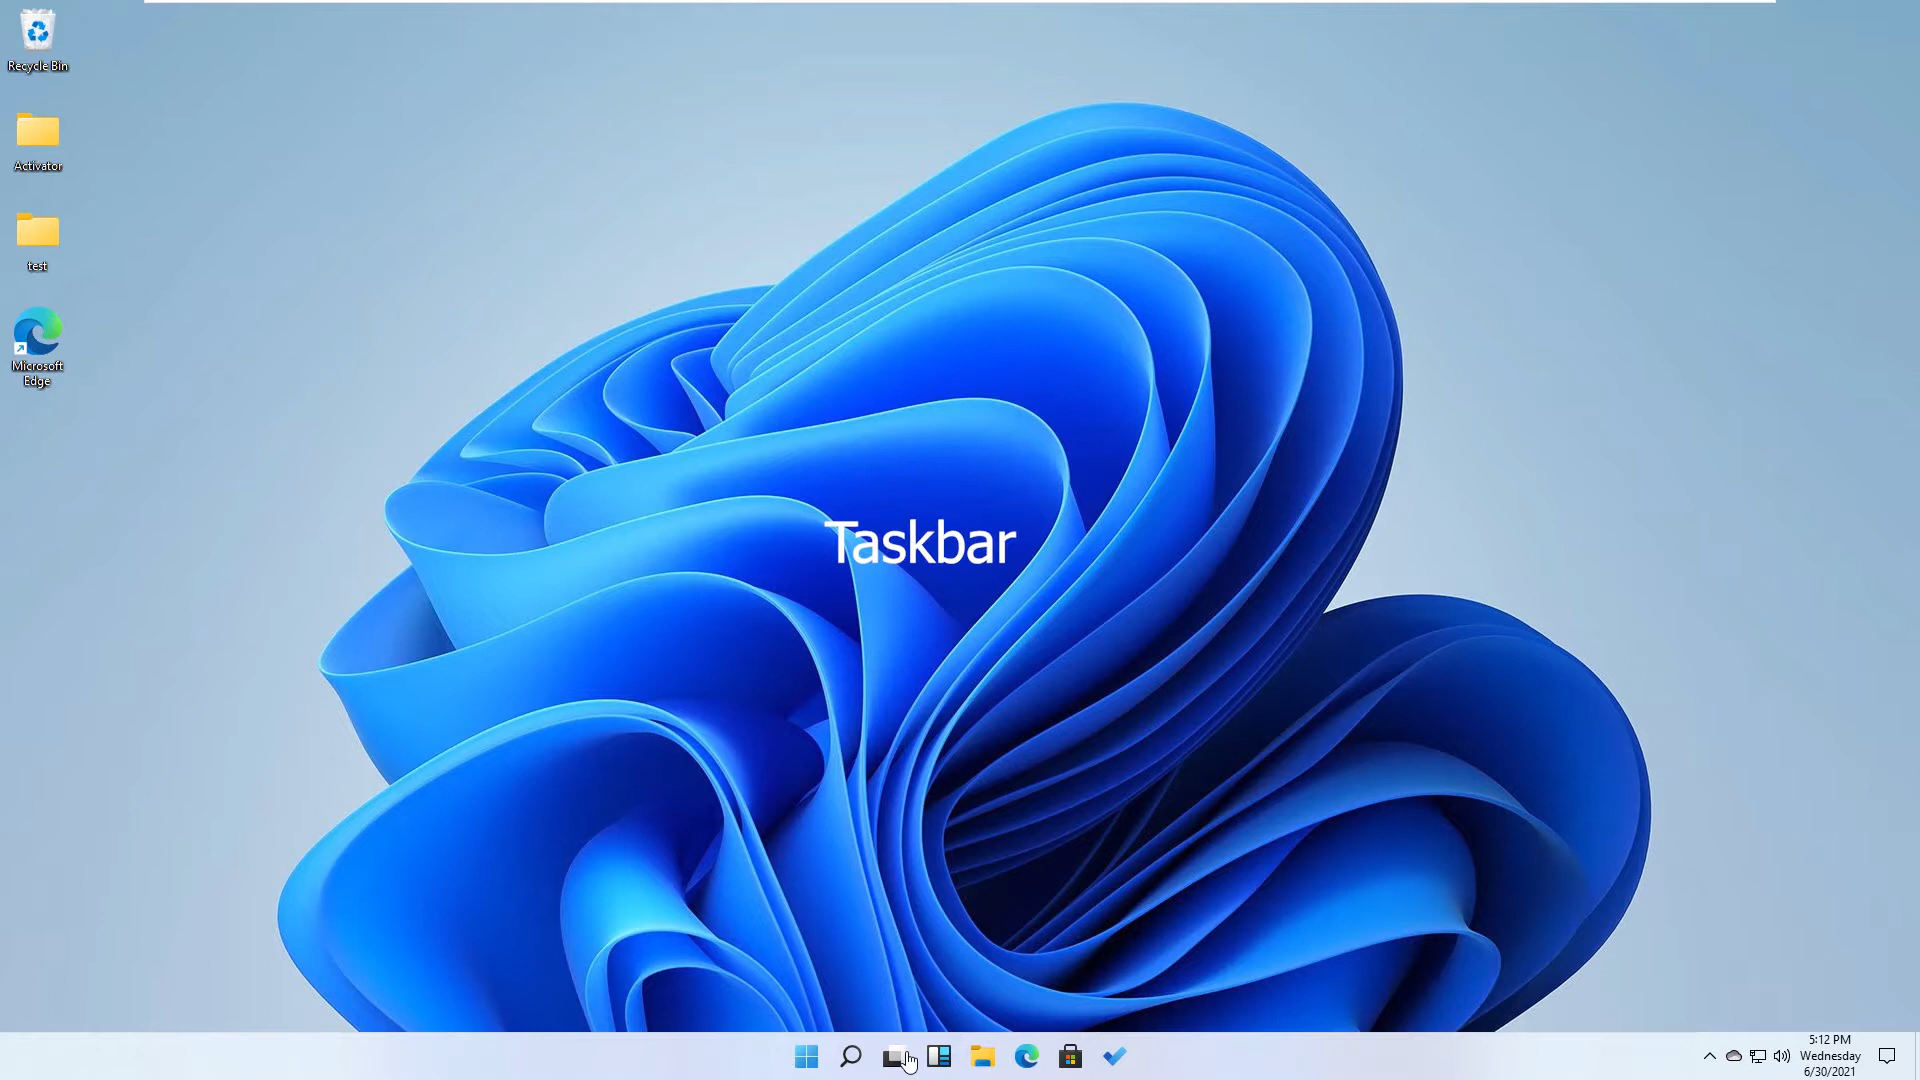 Recycle Bin
Activator
test
Microsoft
Edge
Taskbar
5:12 PM
Wednesday
6/30/2021